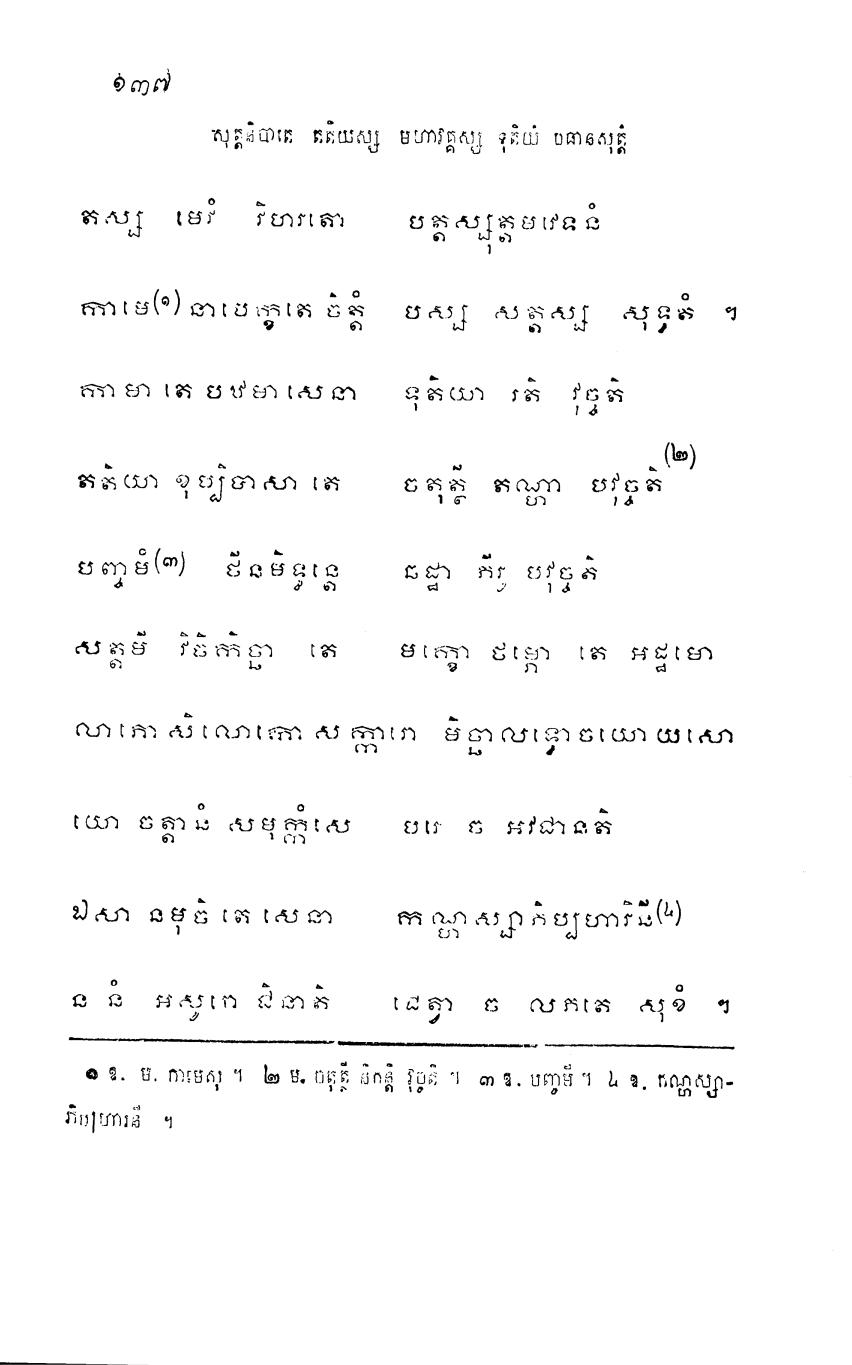 ១៣៧
សុត្តនិបាតេ តតិយស្ស មហាវគ្គស្ស ទុតិយំ បធានសុត្តំ
តស្ស មេវំ វិហរតោ បត្តស្សុត្តមវេទនំ
កាមេ(១) នាបេក្ខតេ ចិត្តំ បស្ស សត្តស្ស សុទ្ធតំ ។
កាមា តេ បឋមា សេនា ទុតិយា រតិ វុច្ចតិ
តតិយា ខុប្បិបាសា តេ ចតុត្ថី តណ្ហា បវុច្ចតិ(២)
បញ្ចមំ(៣) ថីនមិទ្ធន្តេ ឆដ្ឋា ភីរូ បវុច្ចតិ
សត្តមី វិចិកិច្ឆា តេ មក្ខោ ថម្ភោ តេ អដ្ឋមោ
លាភោ សិលោកោ សក្ការោ មិច្ឆាលទ្ធោ ច យោ យសោ
យោ ចត្តានំ សមុក្កំសេ បរេ ច អវជានតិ
ឯសា នមុចិ តេ សេនា កណ្ហស្សាភិប្បហារិនី(៤)
ន នំ អសូរោ ជិនាតិ ជេត្វា ច លភតេ សុខំ ។
១ ឱ. ម. កាមេសុ ។ ២ ម. ចតុត្ថី និកន្តិ វុច្ចតិ ។ ៣ ឱ. បញ្ចមី ។ ៤ ឱ. កណ្ហស្សា-
ភិប្បហារនី ។